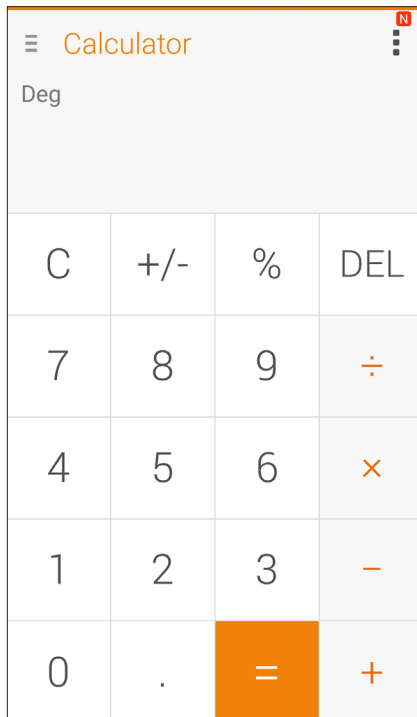 N
Calculator
Deg
C +/- % DEL
7 8 9 ÷
4 5 6 ×
1 2 3 −
0 . = +